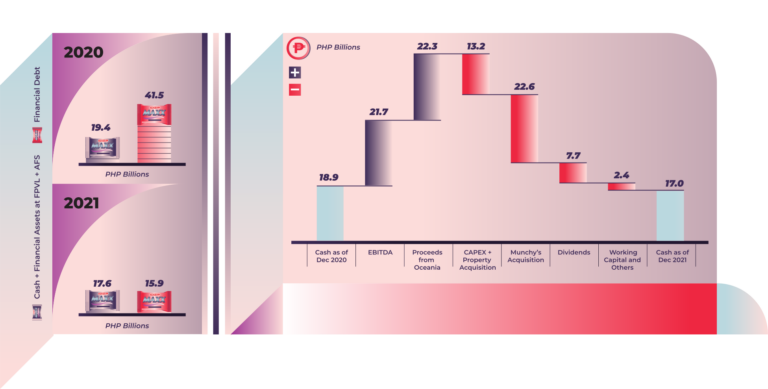 Cash + Financial Assets at FPVL + AFS
Financial Debt
2020
19.4
41.5
PHP Billions
2021
17.6
15.9
PHP Billions
PHP Billions
+
−
18.9
21.7
22.3
13.2
22.6
7.7
2.4
17.0
Cash as of
Dec 2020
EBITDA
Proceeds
from
Oceania
CAPEX +
Property
Acquisition
Munchy's
Acquisition
Dividends
Working
Capital and
Others
Cash as of
Dec 2021